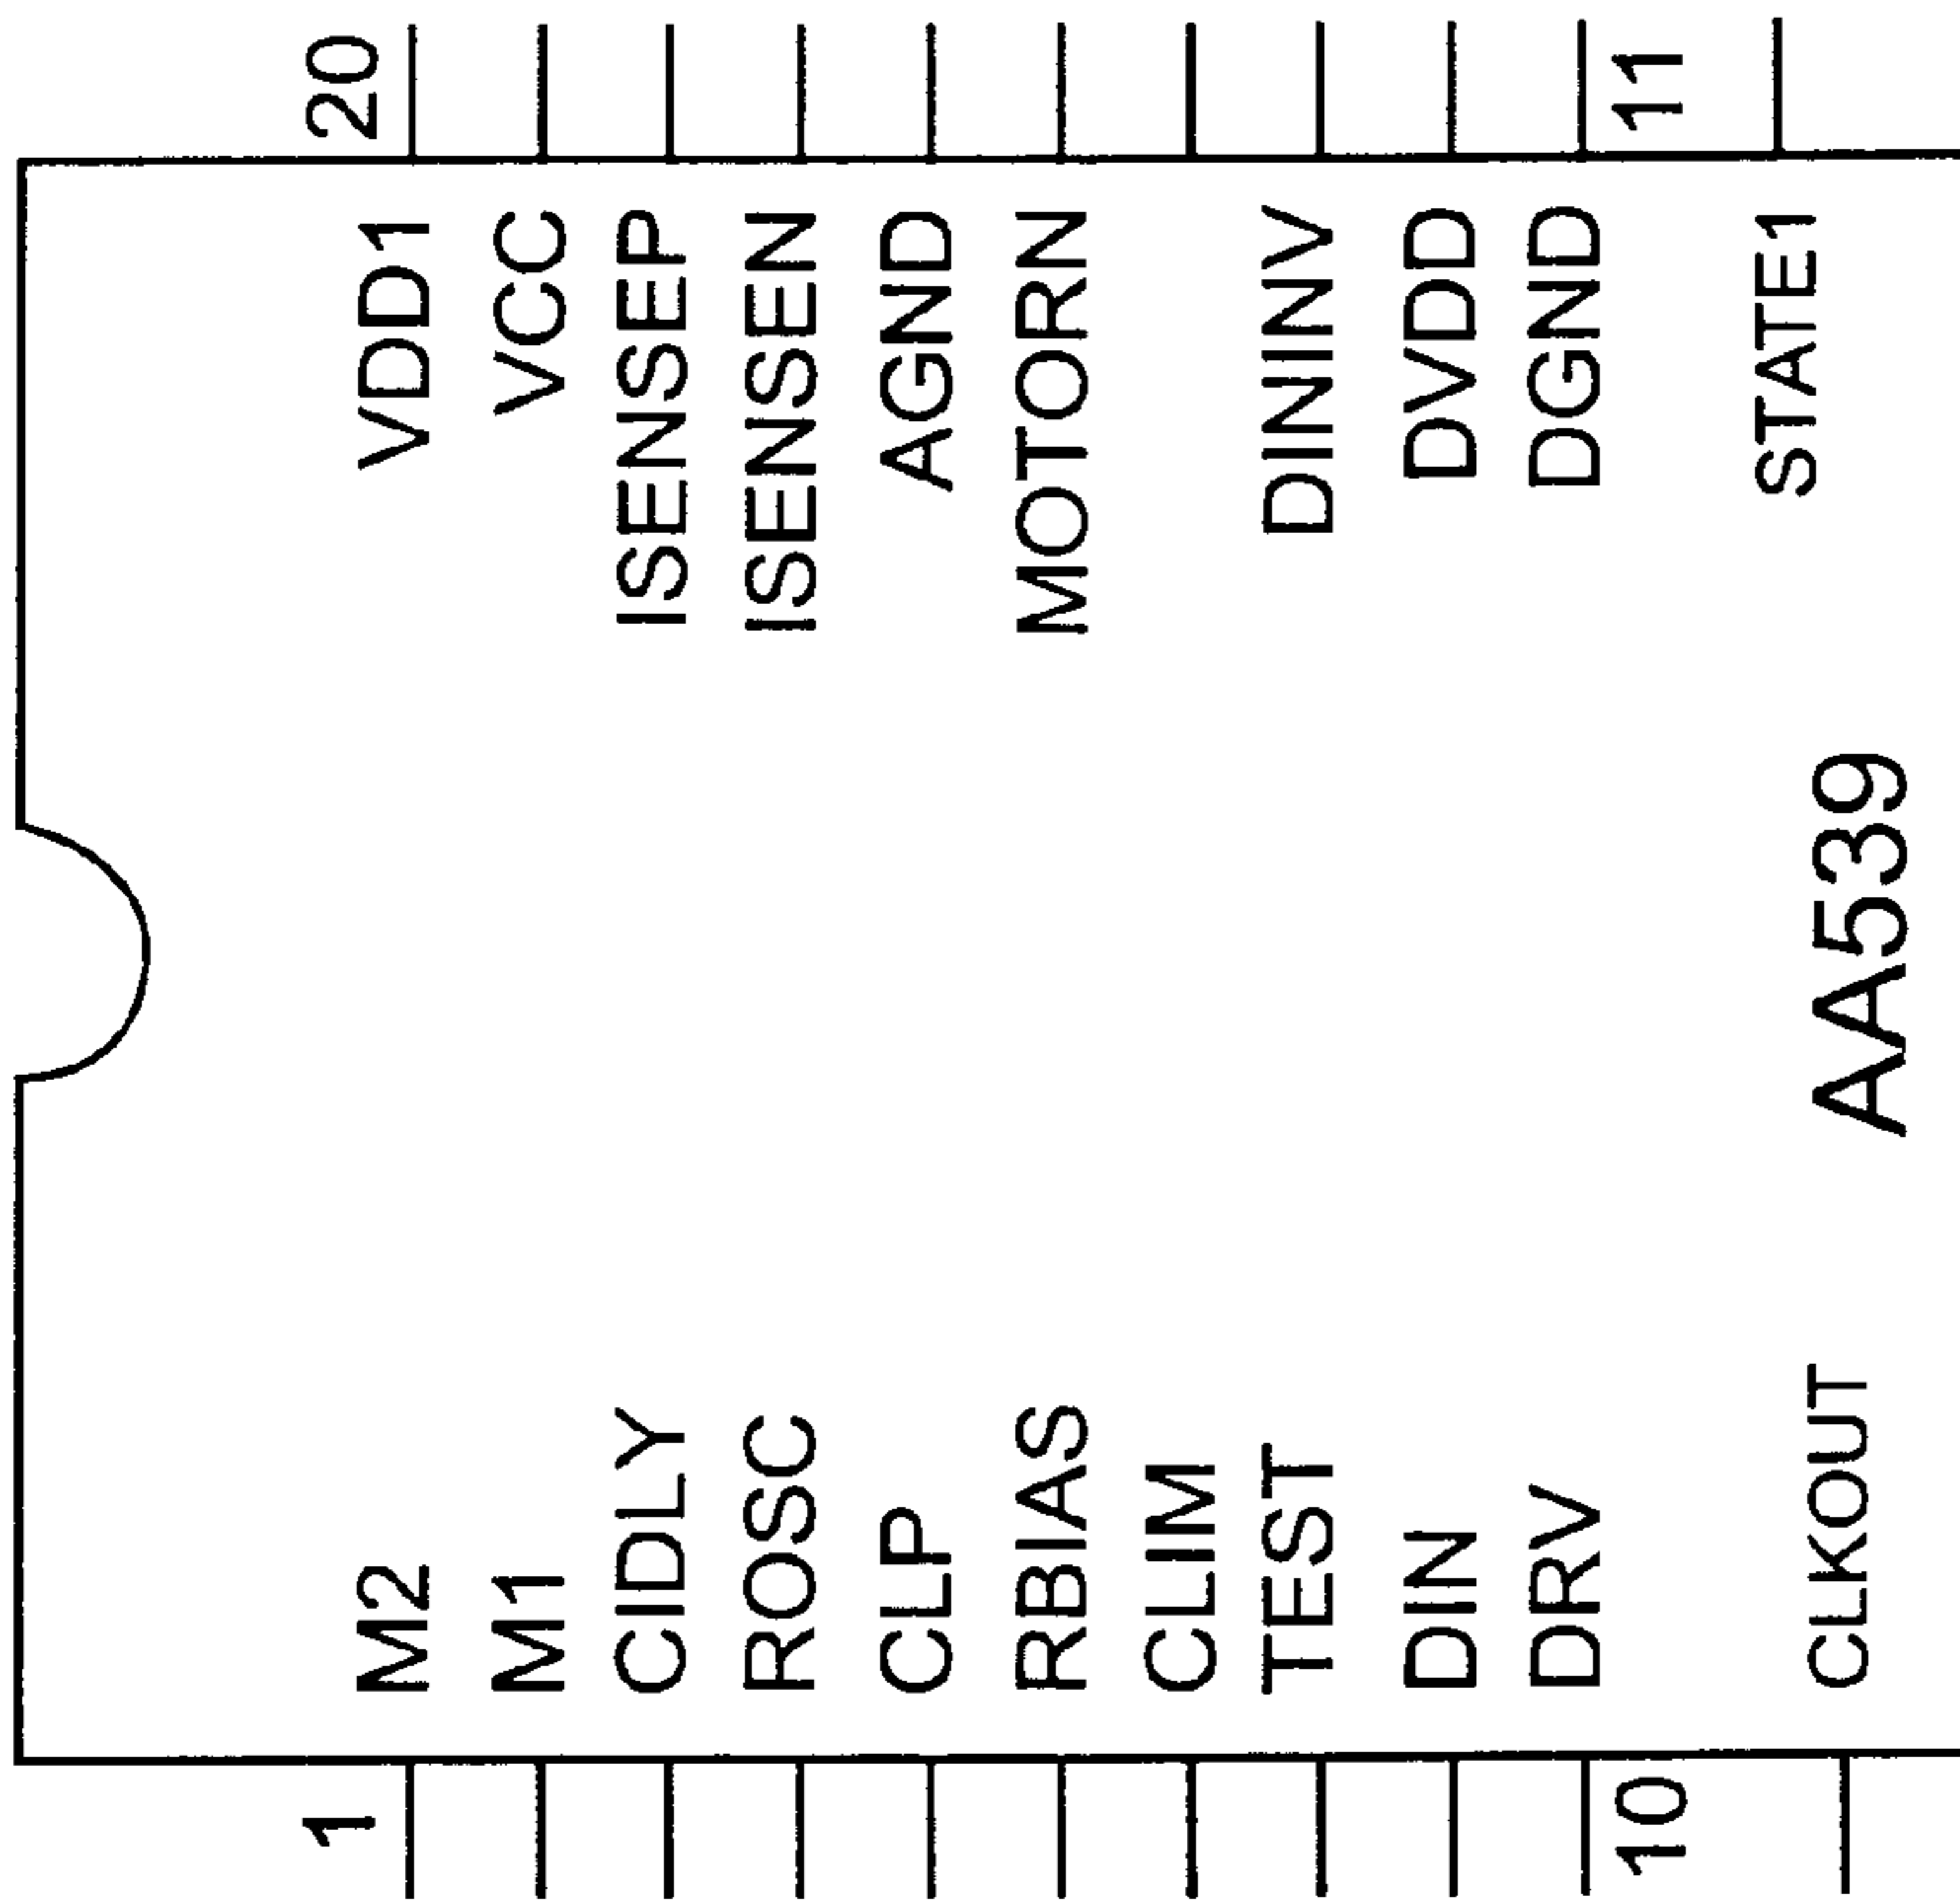 1
20
M2
VDD1
M1
VCC
CIDLY
ISENSEP
ROSC
ISENSEN
CLP
AGND
RBIAS
MOTORN
CLIM
TEST
DININV
DIN
DVDD
DRV
DGND
10
11
CLKOUT
STATE1
AA539